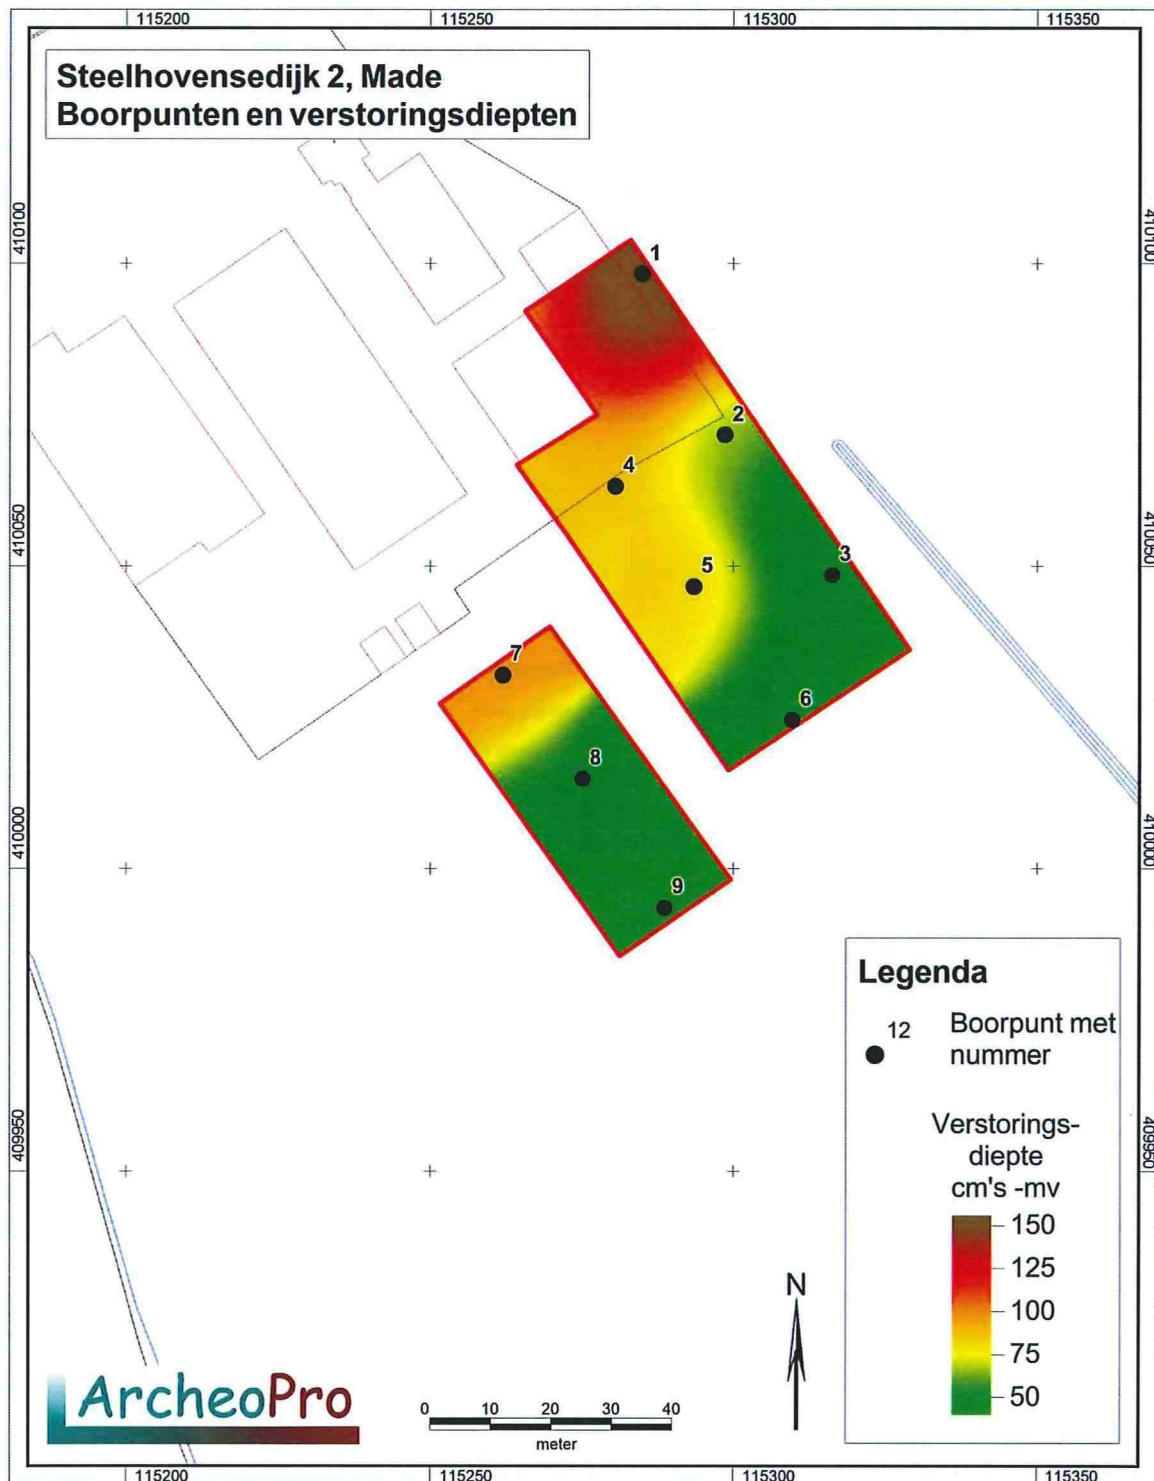 115200 115250 115300 115350
Steelhovensedijk 2, Made
Boorpunten en verstoringsdiepten
410100 410100
1
2
4
410050 410050
3
5
7
6
8
410000 410000
9
Legenda
12 Boorpunt met
nummer
Verstorings-
diepte
cm's -mv
150
125
100
75
50
409950 409950
N
ArcheoPro
0 10 20 30 40
meter
115200 115250 115300 115350